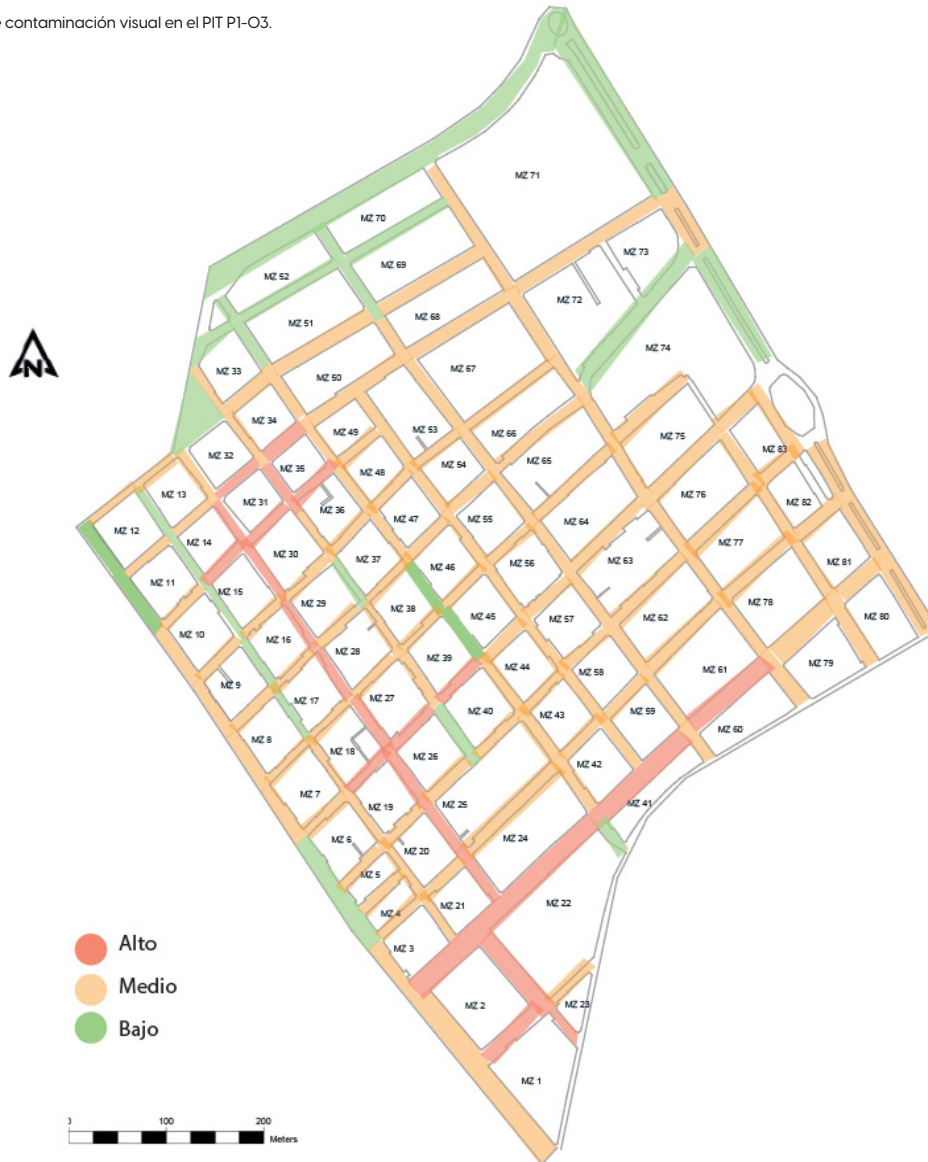 contaminación visual en el PIT P1-O3.
MZ 71
MZ 70
MZ 73
MZ 69
MZ 52
MZ 72
MZ 68
MZ 51
MZ 74
MZ 67
MZ 33
MZ 50
MZ 34
MZ 53
MZ 49
MZ 66
MZ 75
MZ 83
MZ 32
MZ 65
MZ 54
MZ 35
MZ 48
MZ 13
MZ 76
MZ 31
MZ 82
MZ 36
MZ 47
MZ 55
MZ 64
MZ 12
MZ 14
MZ 77
MZ 30
MZ 37
MZ 46
MZ 56
MZ 63
MZ 81
MZ 11
MZ 15
MZ 29
MZ 78
MZ 38
MZ 45
MZ 80
MZ 57
MZ 62
MZ 10
MZ 16
MZ 28
MZ 39
MZ 79
MZ 44
MZ 61
MZ 58
MZ 9
MZ 27
MZ 17
MZ 40
MZ 59
MZ 43
MZ 60
MZ 8
MZ 18
MZ 26
MZ 42
MZ 7
MZ 41
MZ 25
MZ 19
MZ 24
MZ 6
MZ 20
MZ 5
MZ 22
MZ 21
MZ 4
MZ 3
MZ 2
MZ 23
MZ 1
N
Alto
Medio
Bajo
100
200
Meters